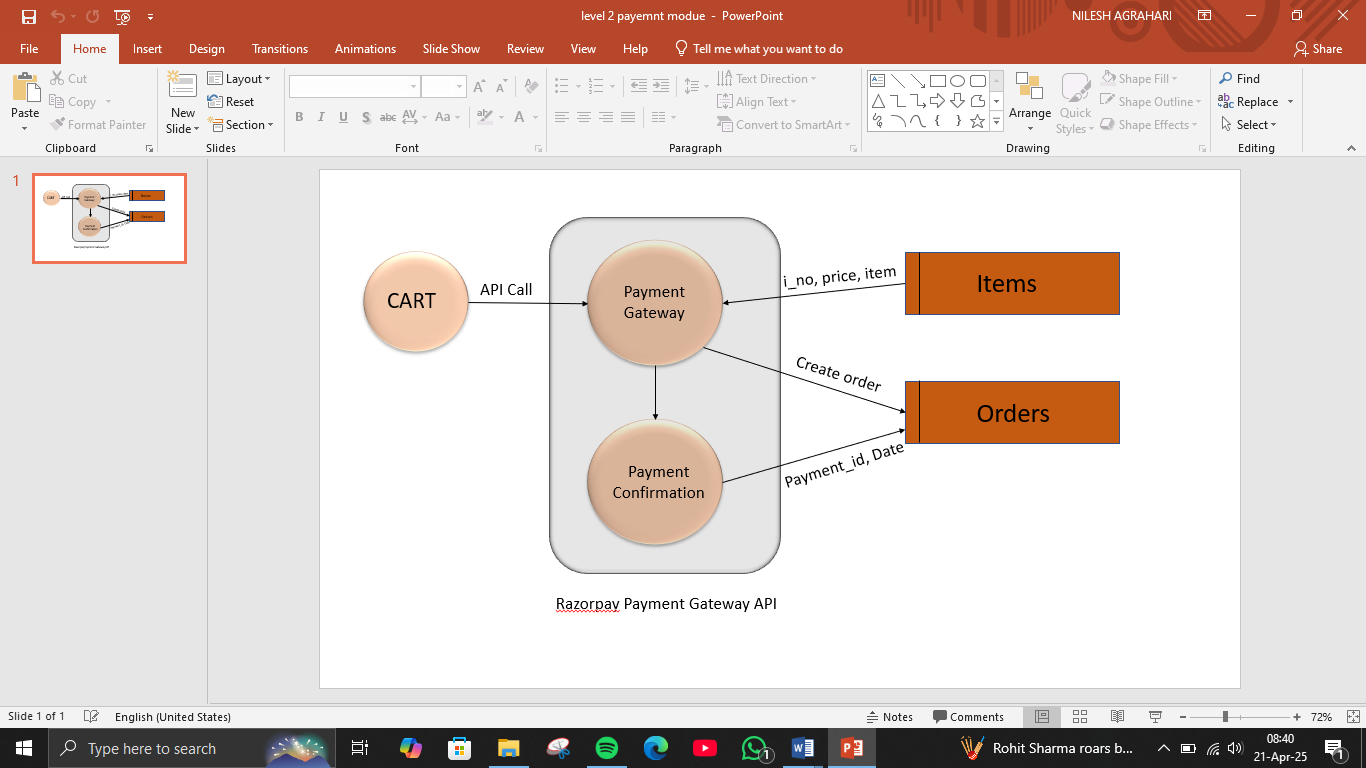 level 2 payemnt modue - PowerPoint
NILESH AGRAHARI
File Home Insert Design Transitions Animations Slide Show Review View Help Tell me what you want to do Share
Paste
Cut
Copy
Format Painter
Clipboard
New
Slide
Layout
Reset
Section
Slides
B I U S abc AV Aa A
Font
Text Direction
Align Text
Convert to SmartArt
Paragraph
Arrange
Quick
Styles
Shape Fill
Shape Outline
Shape Effects
Drawing
Find
Replace
Select
Editing
1
CART
API Call
Payment
Gateway
i_no, price, item
Items
Create order
Orders
Payment
Confirmation
Payment_id, Date
Razorpay Payment Gateway API
Slide 1 of 1
English (United States)
Notes
Comments
72%
Type here to search
1
Rohit Sharma roars b...
08:40
21-Apr-25
1